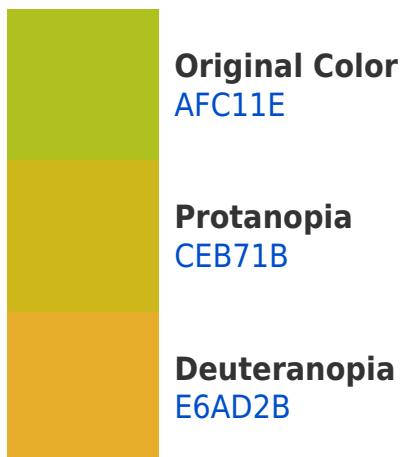 Original Color
AFC11E
Protanopia
CEB71B
Deuteranopia
E6AD2B